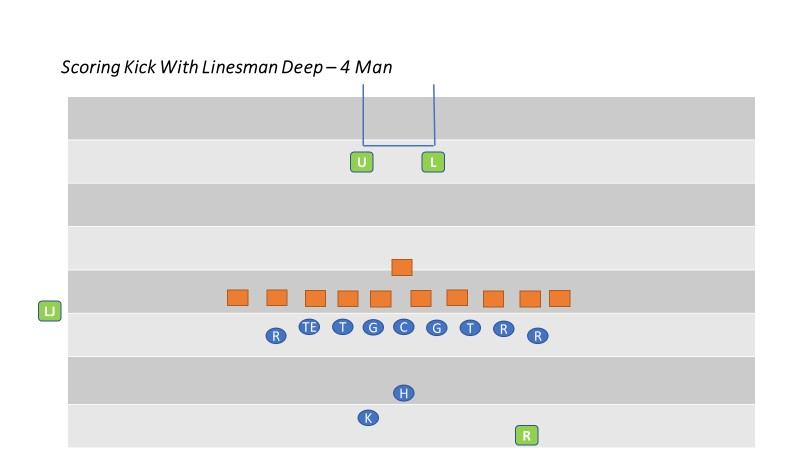 Scoring Kick With Linesman Deep – 4 Man
U L
LJ
R TE T G C G T R R
H
K
R